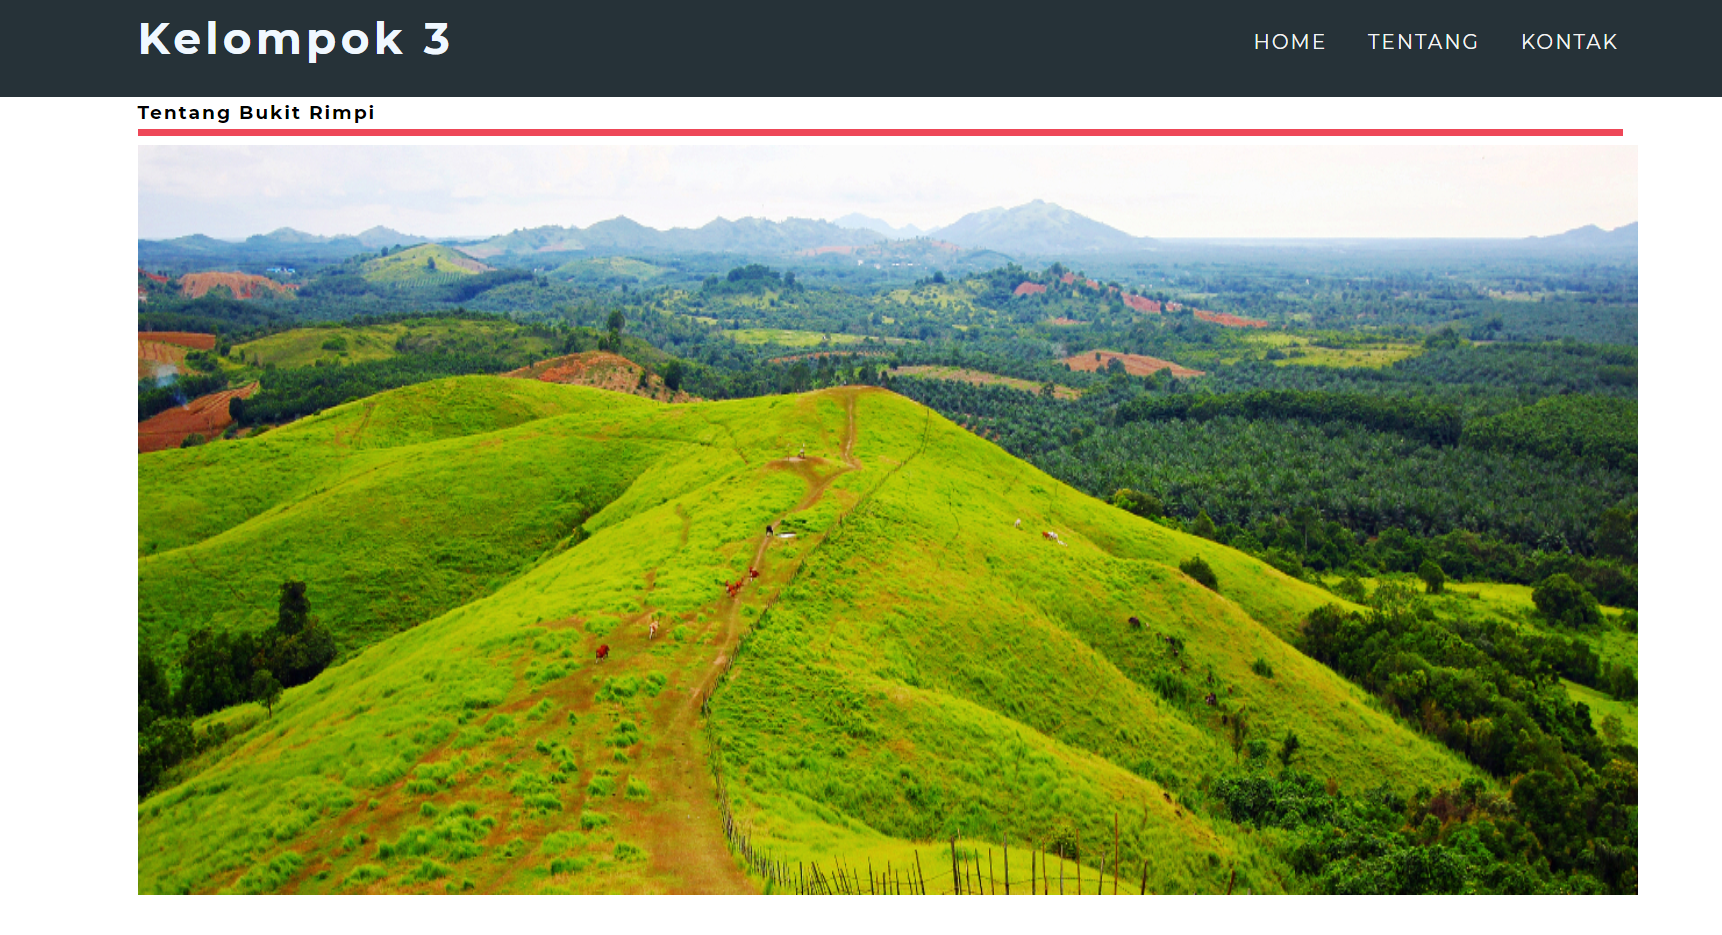 Kelompok 3
HOME TENTANG KONTAK
Tentang Bukit Rimpi